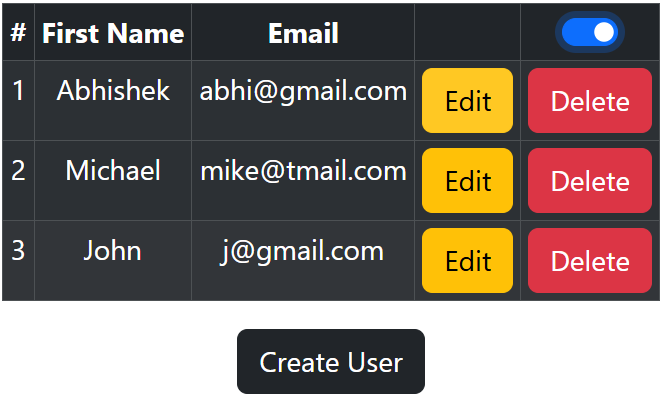 # First Name Email
1 Abhishek abhi@gmail.com Edit Delete
2 Michael mike@tmail.com Edit Delete
3 John j@gmail.com Edit Delete
Create User